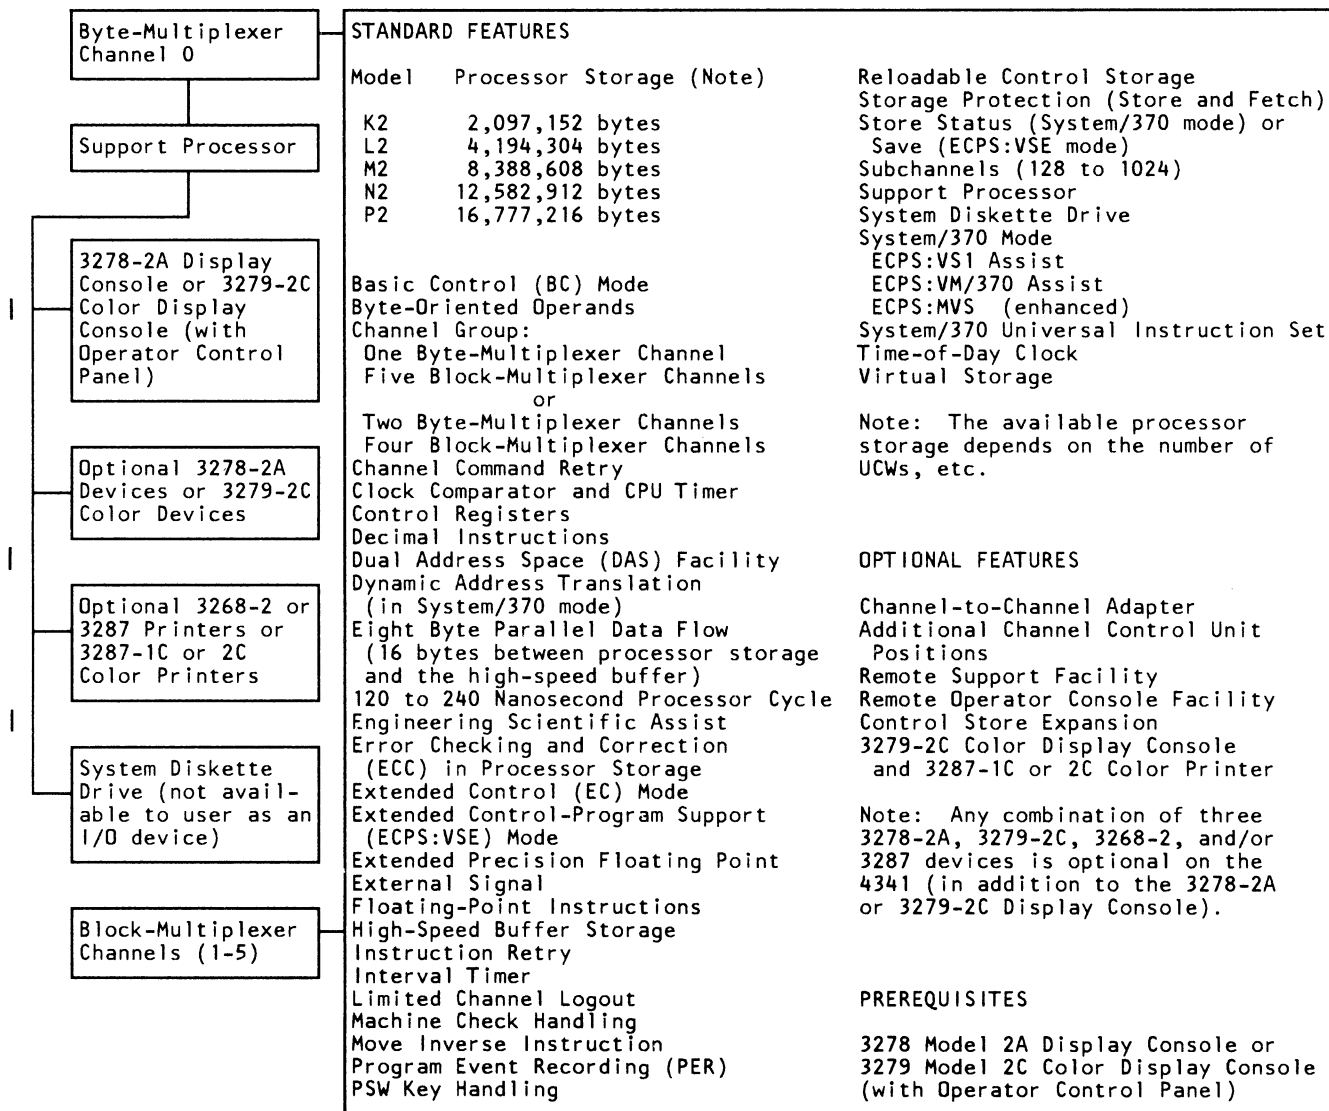 Byte-Multiplexer
Channel 0
Support Processor
3278-2A Display
Console or 3279-2C
Color Display
Console (with
Operator Control
Panel)
Optional 3278-2A
Devices or 3279-2C
Color Devices
Optional 3268-2 or
3287 Printers or
3287-1C or 2C
Color Printers
System Diskette
Drive (not avail-
able to user as an
I/O device)
Block-Multiplexer
Channels (1-5)
STANDARD FEATURES
Model Processor Storage (Note)
K2 2,097,152 bytes
L2 4,194,304 bytes
M2 8,388,608 bytes
N2 12,582,912 bytes
P2 16,777,216 bytes
Basic Control (BC) Mode
Byte-Oriented Operands
Channel Group:
One Byte-Multiplexer Channel
Five Block-Multiplexer Channels
or
Two Byte-Multiplexer Channels
Four Block-Multiplexer Channels
Channel Command Retry
Clock Comparator and CPU Timer
Control Registers
Decimal Instructions
Dual Address Space (DAS) Facility
Dynamic Address Translation
(in System/370 mode)
Eight Byte Parallel Data Flow
(16 bytes between processor storage
and the high-speed buffer)
120 to 240 Nanosecond Processor Cycle
Engineering Scientific Assist
Error Checking and Correction
(ECC) in Processor Storage
Extended Control (EC) Mode
Extended Control-Program Support
(ECPS:VSE) Mode
Extended Precision Floating Point
External Signal
Floating-Point Instructions
High-Speed Buffer Storage
Instruction Retry
Interval Timer
Limited Channel Logout
Machine Check Handling
Move Inverse Instruction
Program Event Recording (PER)
PSW Key Handling
Reloadable Control Storage
Storage Protection (Store and Fetch)
Store Status (System/370 mode) or
Save (ECPS:VSE mode)
Subchannels (128 to 1024)
Support Processor
System Diskette Drive
System/370 Mode
ECPS:VS1 Assist
ECPS:VM/370 Assist
ECPS:MVS (enhanced)
System/370 Universal Instruction Set
Time-of-Day Clock
Virtual Storage
Note: The available processor
storage depends on the number of
UCWs, etc.
OPTIONAL FEATURES
Channel-to-Channel Adapter
Additional Channel Control Unit
Positions
Remote Support Facility
Remote Operator Console Facility
Control Store Expansion
3279-2C Color Display Console
and 3287-1C or 2C Color Printer
Note: Any combination of three
3278-2A, 3279-2C, 3268-2, and/or
3287 devices is optional on the
4341 (in addition to the 3278-2A
or 3279-2C Display Console).
PREREQUISITES
3278 Model 2A Display Console or
3279 Model 2C Color Display Console
(with Operator Control Panel)